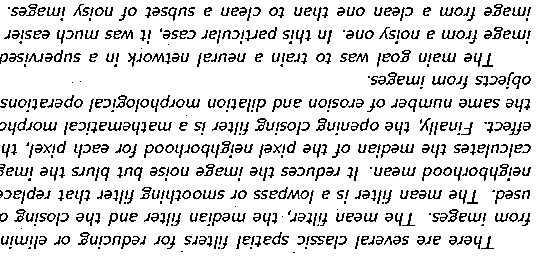 There are several classic spatial filters for reducing or elimin
from images. The mean filter, the median filter and the closing o
used. The mean filter is a lowpass or smoothing filter that replace
neighborhood mean. It reduces the image noise but blurs the imag
calculates the median of the pixel neighborhood for each pixel, th
effect. Finally, the opening closing filter is a mathematical morpho
the same number of erosion and dilation morphological operations
objects from images.
The main goal was to train a neural network in a supervised
image from a noisy one. In this particular case, it was much easier
image from a clean one than to clean a subset of noisy images.